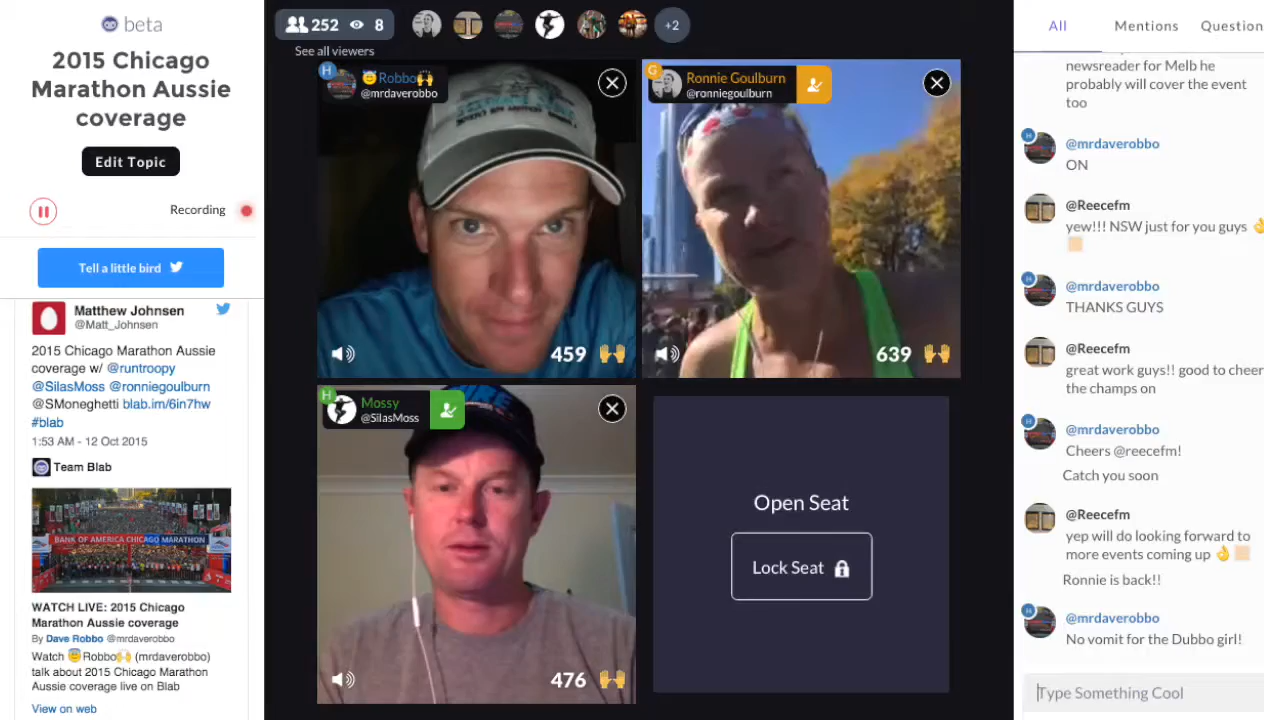 beta
2015 Chicago
Marathon Aussie
coverage
Edit Topic
Recording
Tell a little bird
Matthew Johnsen
@Matt_Johnsen
2015 Chicago Marathon Aussie
coverage w/ @runtroopy
@SilasMoss @ronniegoulburn
@SMoneghetti blab.im/6in7hw
#blab
1:53 AM - 12 Oct 2015
Team Blab
BANK OF AMERICA CHICAGO MARATHON
WATCH LIVE: 2015 Chicago
Marathon Aussie coverage
By Dave Robbo @mrdaverobbo
Watch 😇Robbo🙌 (mrdaverobbo)
talk about 2015 Chicago Marathon
Aussie coverage live on Blab
View on web
252 8
+2
See all viewers
H 😇Robbo🙌
@mrdaverobbo
459
G Ronnie Goulburn
@ronniegoulburn
639
H Mossy
@SilasMoss
476
Open Seat
Lock Seat
All Mentions Question
newsreader for Melb he
probably will cover the event
too
H @mrdaverobbo
ON
@Reecefm
yew!!! NSW just for you guys 👌
H @mrdaverobbo
THANKS GUYS
@Reecefm
great work guys!! good to cheer
the champs on
H @mrdaverobbo
Cheers @reecefm!
Catch you soon
@Reecefm
yep will do looking forward to
more events coming up 👌
Ronnie is back!!
H @mrdaverobbo
No vomit for the Dubbo girl!
Type Something Cool